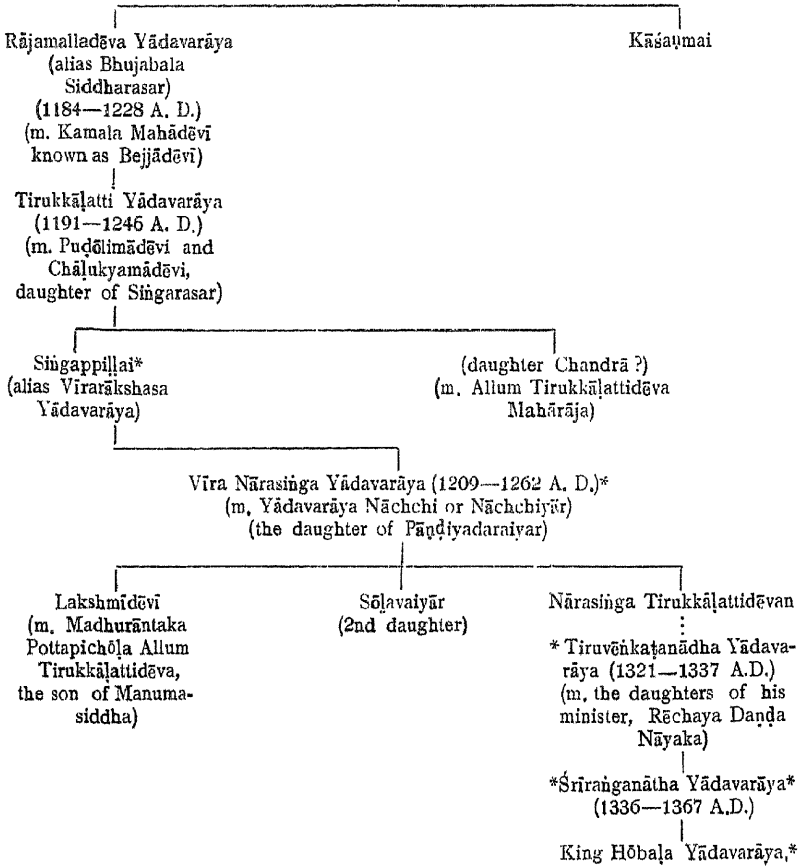 Rājamalladēva Yādavarāya
(alias Bhujabala
Siddharasar)
(1184—1228 A. D.)
(m. Kamala Mahādēvī
known as Bejjādēvī)
Kāśaṇmai
Tirukkāḷatti Yādavarāya
(1191—1246 A. D.)
(m. Puḍōlimādēvi and
Chāḷukyamādēvi,
daughter of Siṅgarasar)
Siṅgappiḷḷai*
(alias Vīrarākshasa
Yādavarāya)
(daughter Chandrā ?)
(m. Allum Tirukkāḷattidēva
Mahārāja)
Vīra Nārasiṅga Yādavarāya (1209—1262 A. D.)*
(m. Yādavarāya Nāchchi or Nāchchiyār)
(the daughter of Pāṇḍiyadaraiyar)
Lakshmīdēvī
(m. Madhurāntaka
Pottapichōḷa Allum
Tirukkāḷattidēva,
the son of Manuma-
siddha)
Sōḻavaiyār
(2nd daughter)
Nārasiṅga Tirukkāḷattidēvan
* Tiruvēṅkaṭanādha Yādava-
rāya (1321—1337 A.D.)
(m. the daughters of his
minister, Rēchaya Daṇḍa
Nāyaka)
*Śrīraṅganātha Yādavarāya*
(1336—1367 A.D.)
King Hōbaḷa Yādavarāya.*